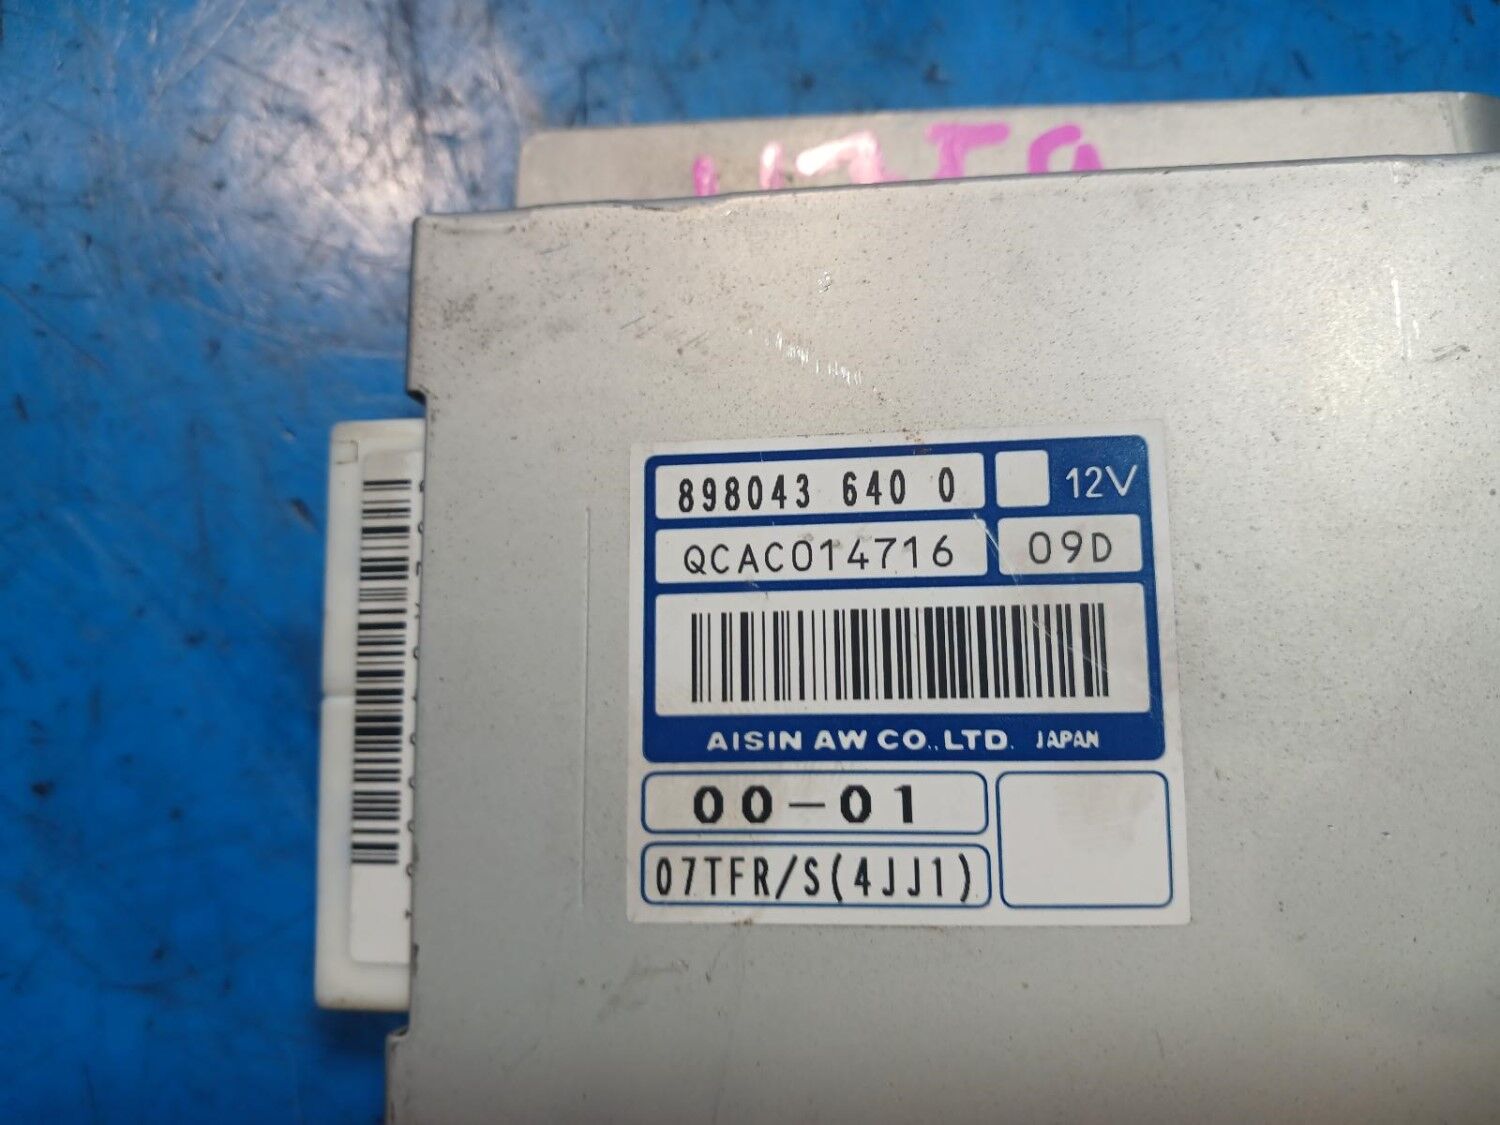 898043 640 0
12V
QCAC014716
09D
AISIN AW CO., LTD. JAPAN
00-01
07TFR/S(4JJ1)